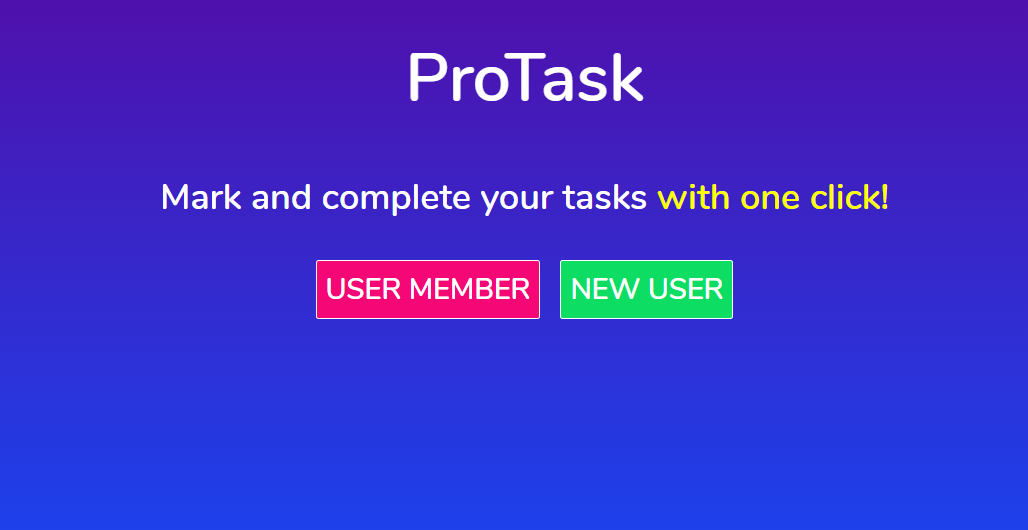 ProTask
Mark and complete your tasks with one click!
USER MEMBER NEW USER